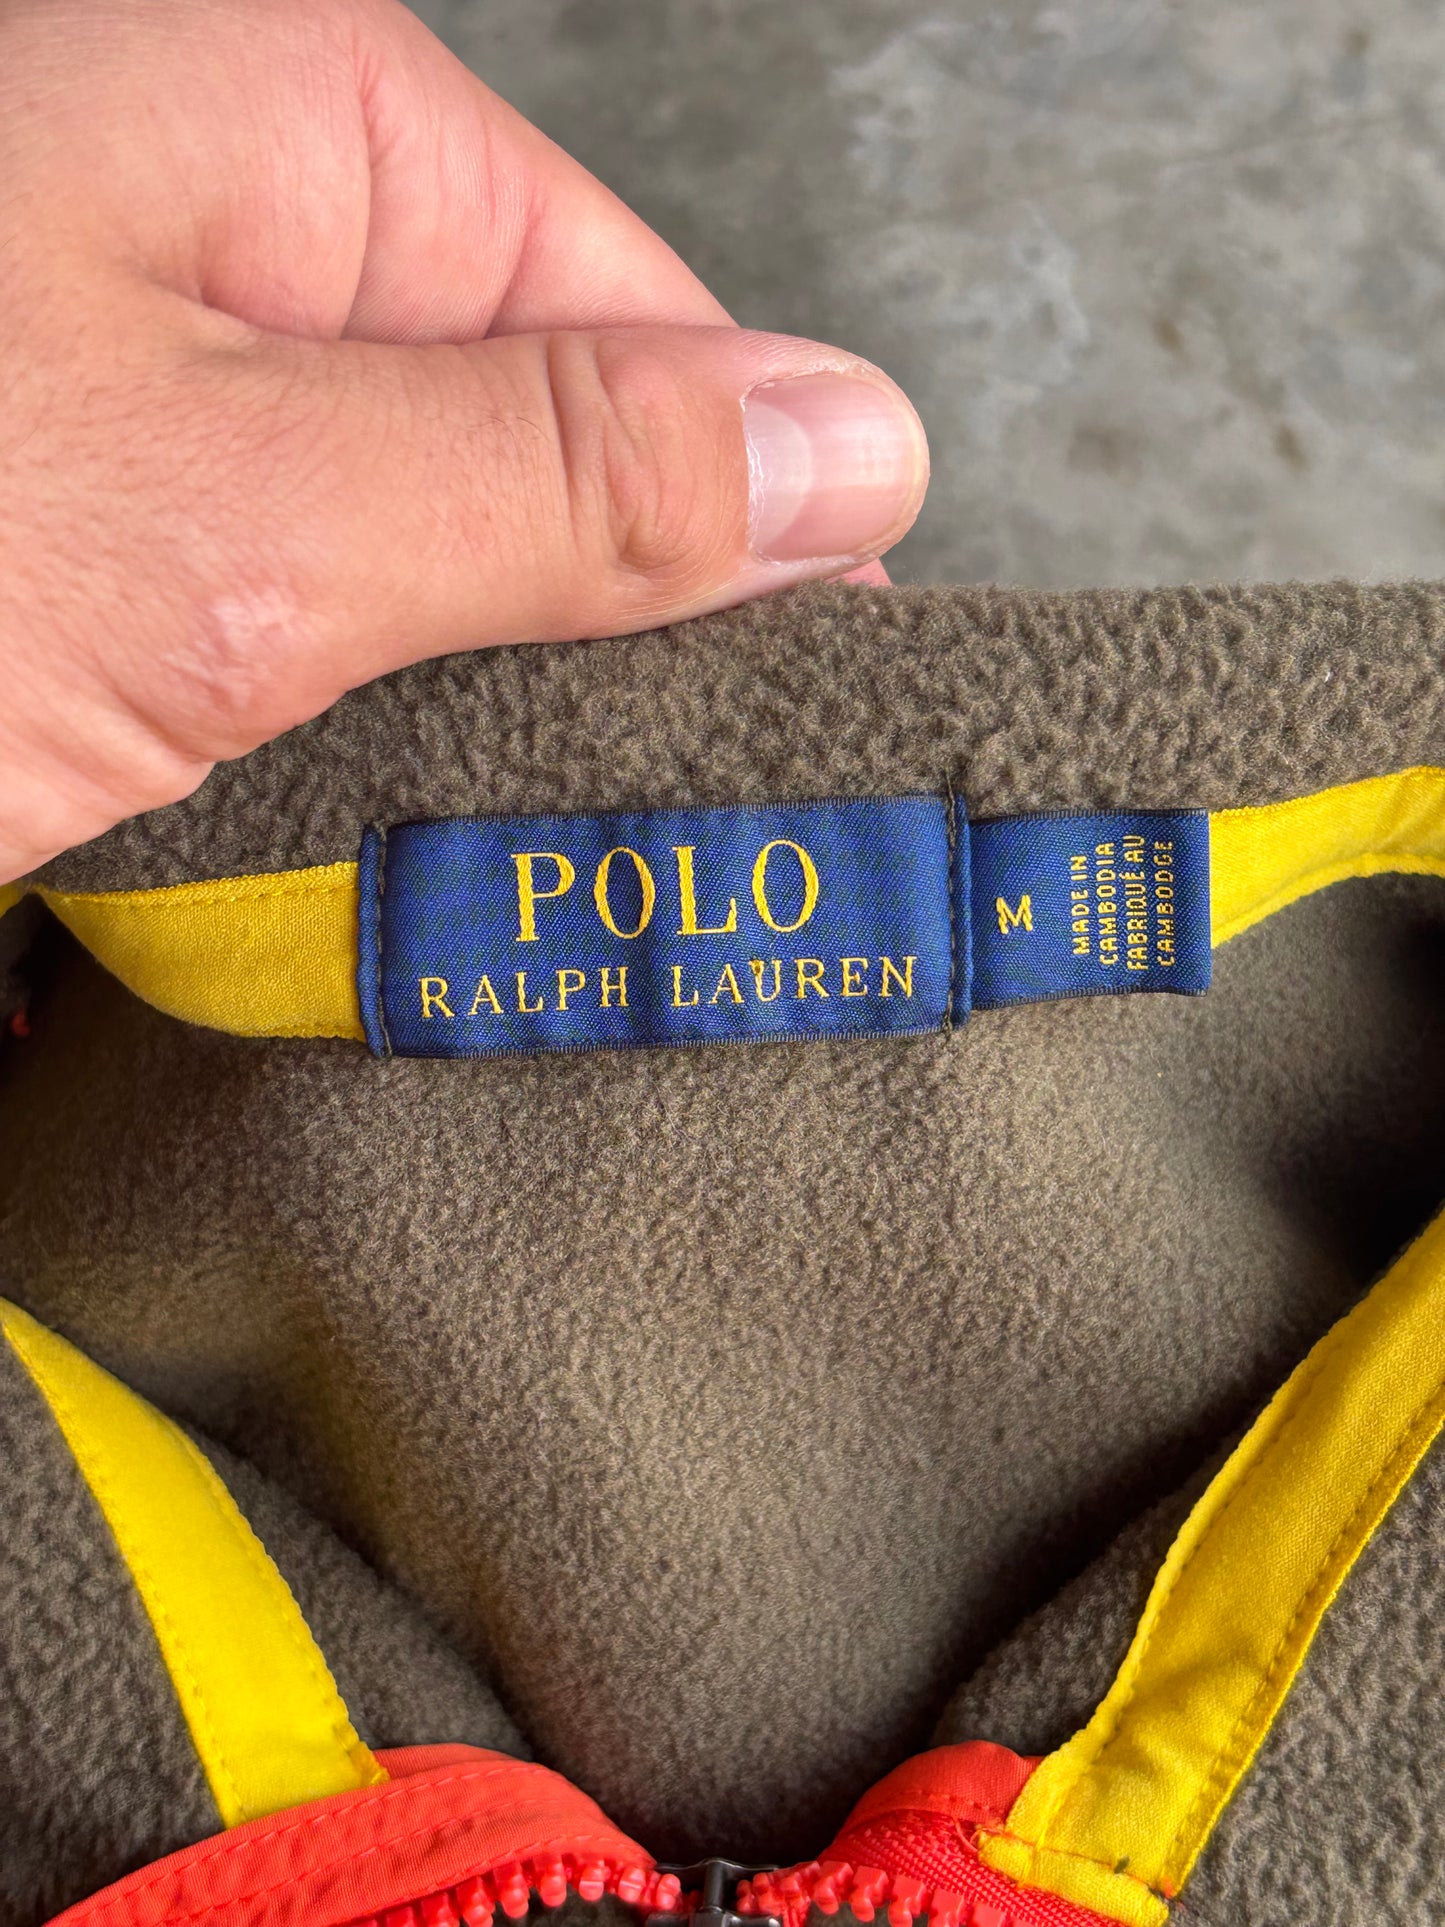 POLO
RALPH LAUREN
M
MADE IN
CAMBODIA
FABRIQUÉ AU
CAMBODGE